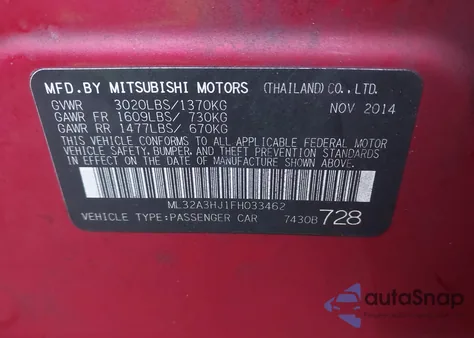 MFD.BY MITSUBISHI MOTORS (THAILAND) CO.,LTD.
GVWR 3020LBS/1370KG NOV 2014
GAWR FR 1609LBS/ 730KG
GAWR RR 1477LBS/ 670KG
THIS VEHICLE CONFORMS TO ALL APPLICABLE FEDERAL MOTOR
VEHICLE SAFETY,BUMPER,AND THEFT PREVENTION STANDARDS
IN EFFECT ON THE DATE OF MANUFACTURE SHOWN ABOVE.
ML32A3HJ1FH033462
VEHICLE TYPE:PASSENGER CAR 7430B 728
autoSnap